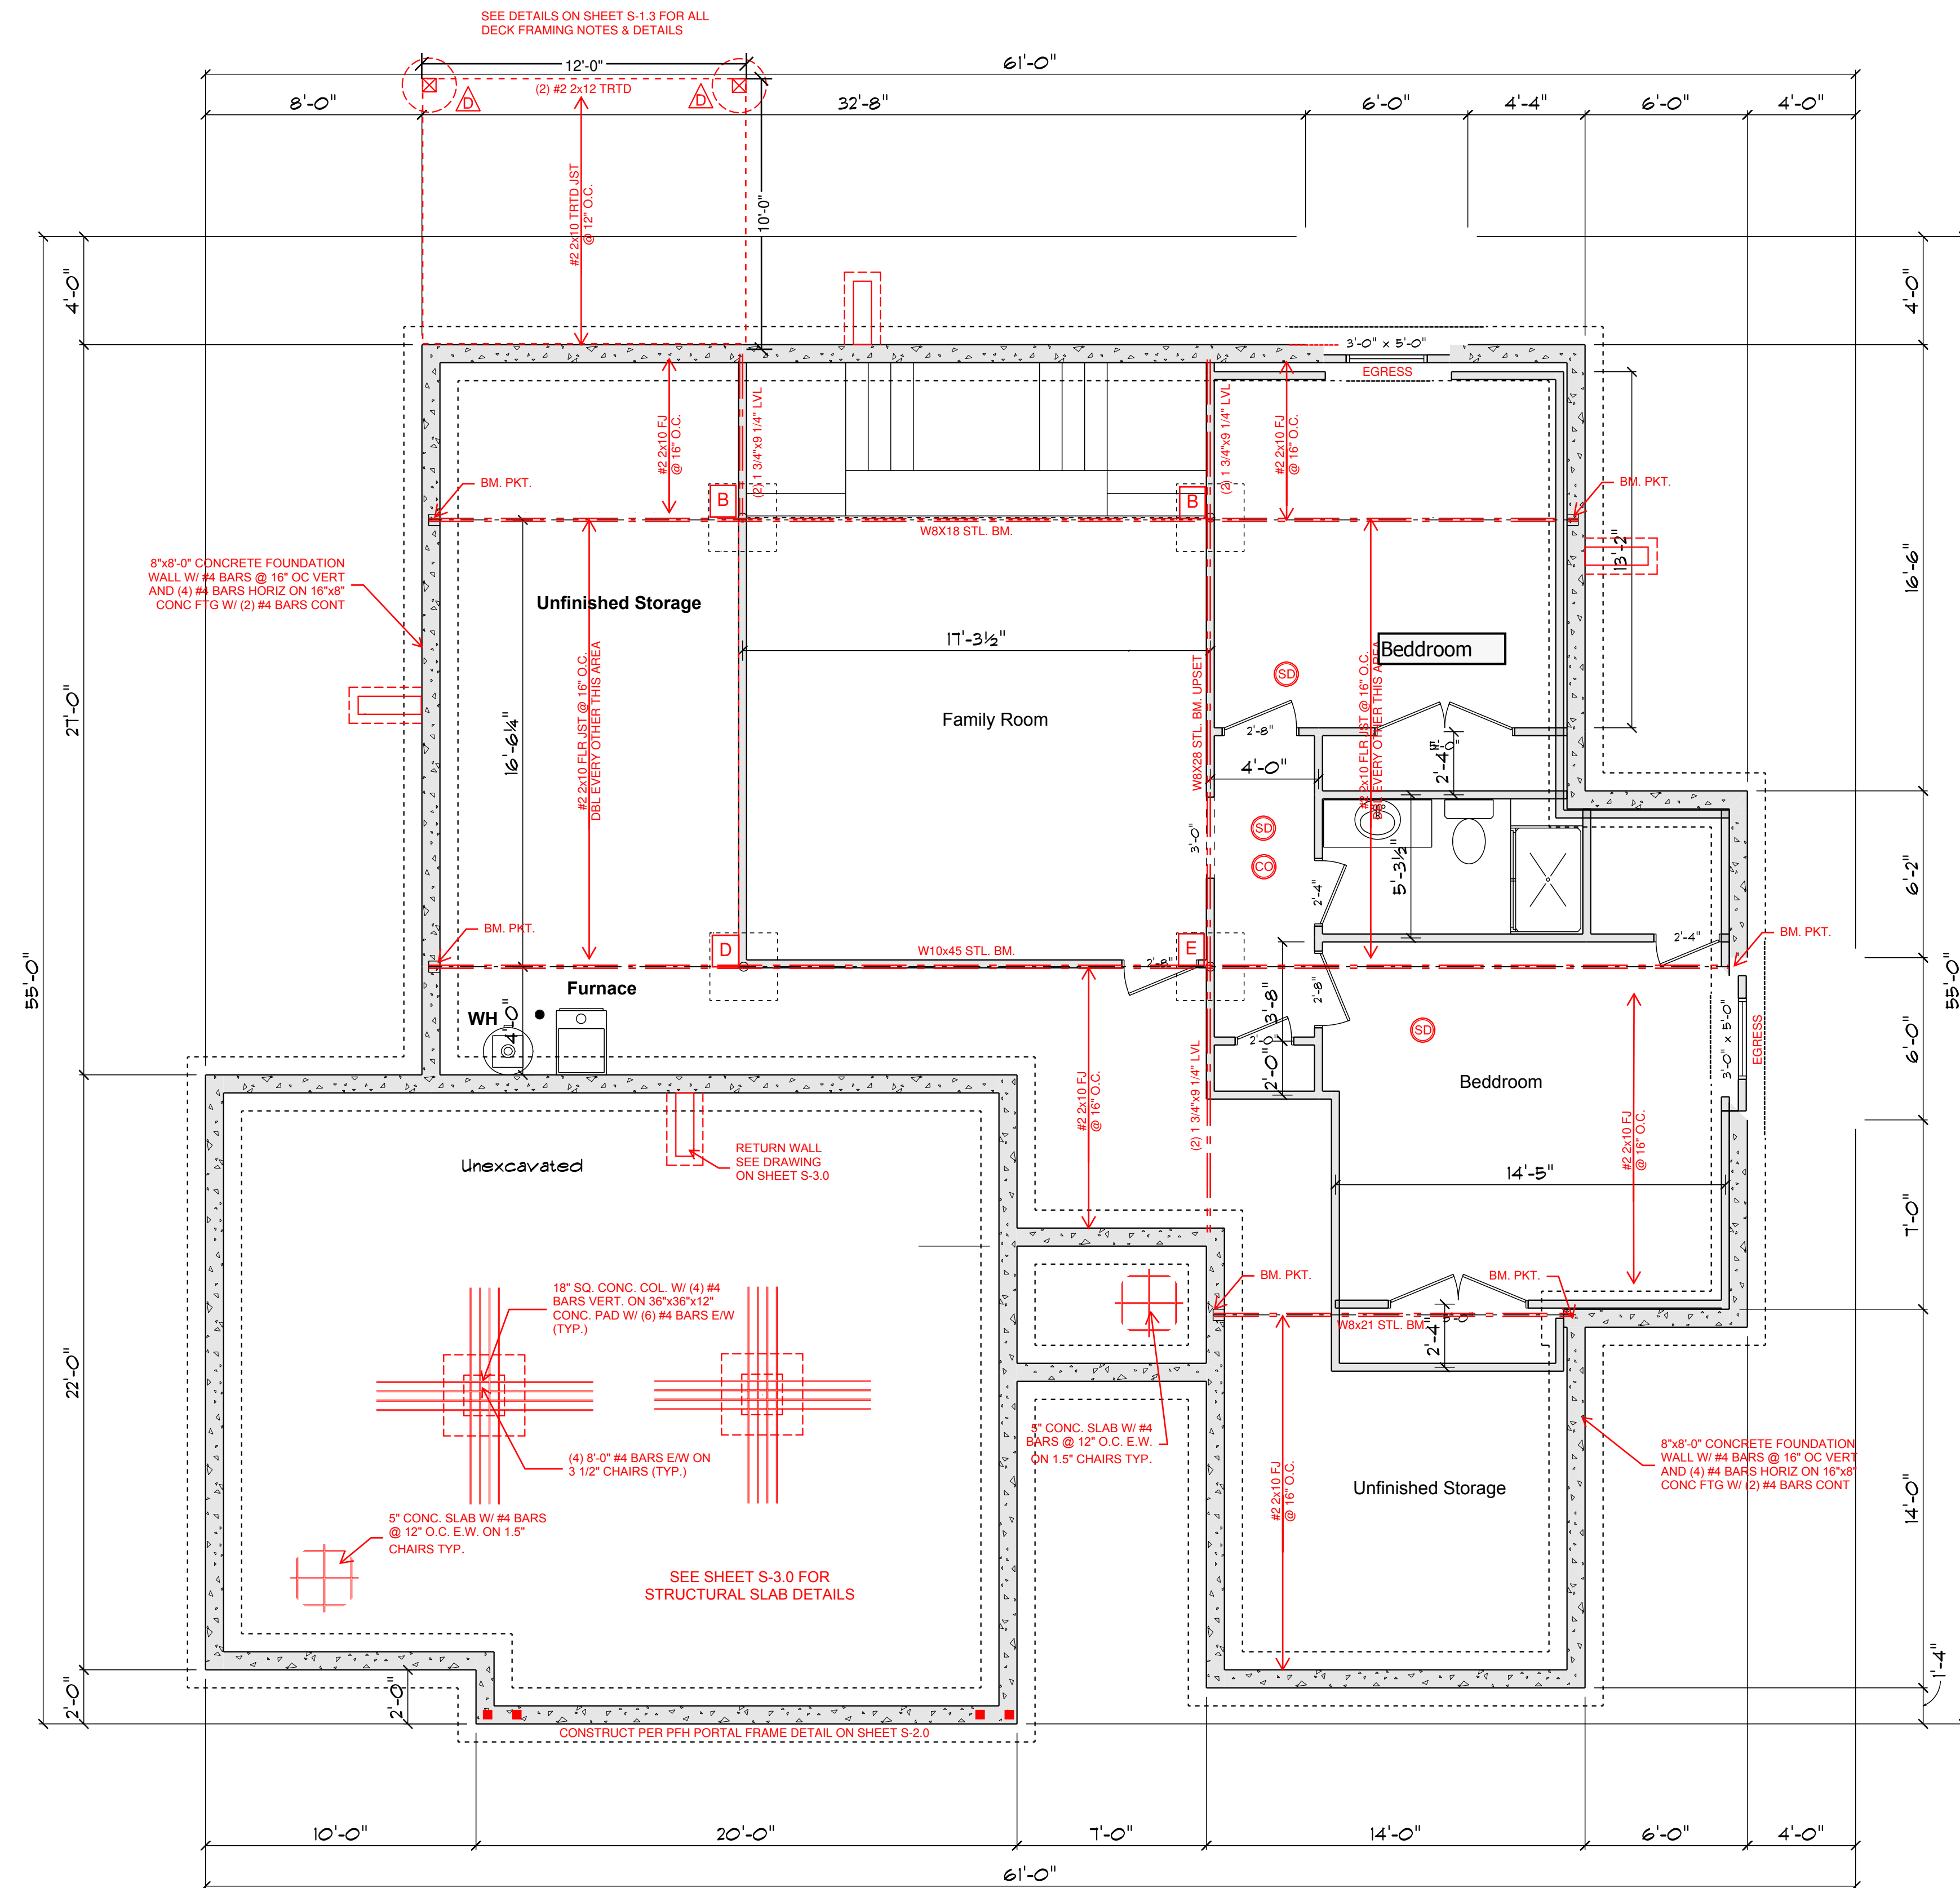 SEE DETAILS ON SHEET S-1.3 FOR ALL
DECK FRAMING NOTES & DETAILS
12'-0"
61'-0"
(2) #2 2x12 TRTD
D
D
8'-0"
32'-8"
6'-0"
4'-4"
6'-0"
4'-0"
#2 2x10 TRTD JST
@ 12" O.C.
10'-0"
4'-0"
4'-0"
3'-0" x 5'-0"
EGRESS
#2 2x10 FJ
@ 16" O.C.
(2) 1 3/4"x9 1/4" LVL
(2) 1 3/4"x9 1/4" LVL
#2 2x10 FJ
@ 16" O.C.
BM. PKT.
BM. PKT.
B
B
W8X18 STL. BM.
8"x8'-0" CONCRETE FOUNDATION
WALL W/ #4 BARS @ 16" OC VERT
AND (4) #4 BARS HORIZ ON 16"x8"
CONC FTG W/ (2) #4 BARS CONT
13'-2"
16'-6"
Unfinished Storage
17'-3½"
Beddroom
SD
27'-0"
16'-6¼"
#2 2x10 FLR JST @ 16" O.C.
DBL EVERY OTHER THIS AREA
Family Room
W8X28 STL. BM. UPSET
#2 2x10 FLR JST @ 16" O.C.
DBL EVERY OTHER THIS AREA
2'-8"
2'-4"
4'-0"
SD
CO
3'-0"
2'-4"
5'-3½"
6'-2"
BM. PKT.
D
W10x45 STL. BM.
E
2'-8"
2'-4"
BM. PKT.
55'-0"
55'-0"
Furnace
WH
4'-0"
2'-8"
3'-8"
2'-0"
2'-0"
SD
3'-0" x 5'-0"
EGRESS
6'-0"
Beddroom
#2 2x10 FJ
@ 16" O.C.
(2) 1 3/4"x9 1/4" LVL
#2 2x10 FJ
@ 16" O.C.
Unexcavated
RETURN WALL
SEE DRAWING
ON SHEET S-3.0
14'-5"
7'-0"
18" SQ. CONC. COL. W/ (4) #4
BARS VERT. ON 36"x36"x12"
CONC. PAD W/ (6) #4 BARS E/W
(TYP.)
BM. PKT.
BM. PKT.
W8x21 STL. BM.
5'-0"
2'-4"
22'-0"
(4) 8'-0" #4 BARS E/W ON
3 1/2" CHAIRS (TYP.)
5" CONC. SLAB W/ #4
BARS @ 12" O.C. E.W.
ON 1.5" CHAIRS TYP.
8"x8'-0" CONCRETE FOUNDATION
WALL W/ #4 BARS @ 16" OC VERT
AND (4) #4 BARS HORIZ ON 16"x8"
CONC FTG W/ (2) #4 BARS CONT
Unfinished Storage
#2 2x10 FJ
@ 16" O.C.
14'-0"
5" CONC. SLAB W/ #4 BARS
@ 12" O.C. E.W. ON 1.5"
CHAIRS TYP.
SEE SHEET S-3.0 FOR
STRUCTURAL SLAB DETAILS
2'-0"
2'-0"
1'-4"
CONSTRUCT PER PFH PORTAL FRAME DETAIL ON SHEET S-2.0
10'-0"
20'-0"
7'-0"
14'-0"
6'-0"
4'-0"
61'-0"